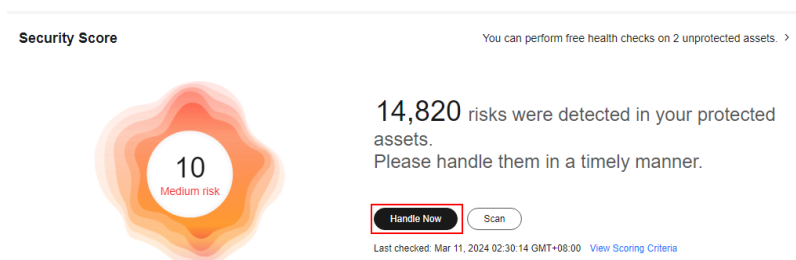 Security Score
You can perform free health checks on 2 unprotected assets. >
14,820 risks were detected in your protected
assets.
Please handle them in a timely manner.
10
Medium risk
Handle Now
Scan
Last checked: Mar 11, 2024 02:30:14 GMT+08:00 View Scoring Criteria